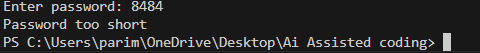 Enter password: 8484
Password too short
PS C:\Users\parim\OneDrive\Desktop\Ai Assisted coding>